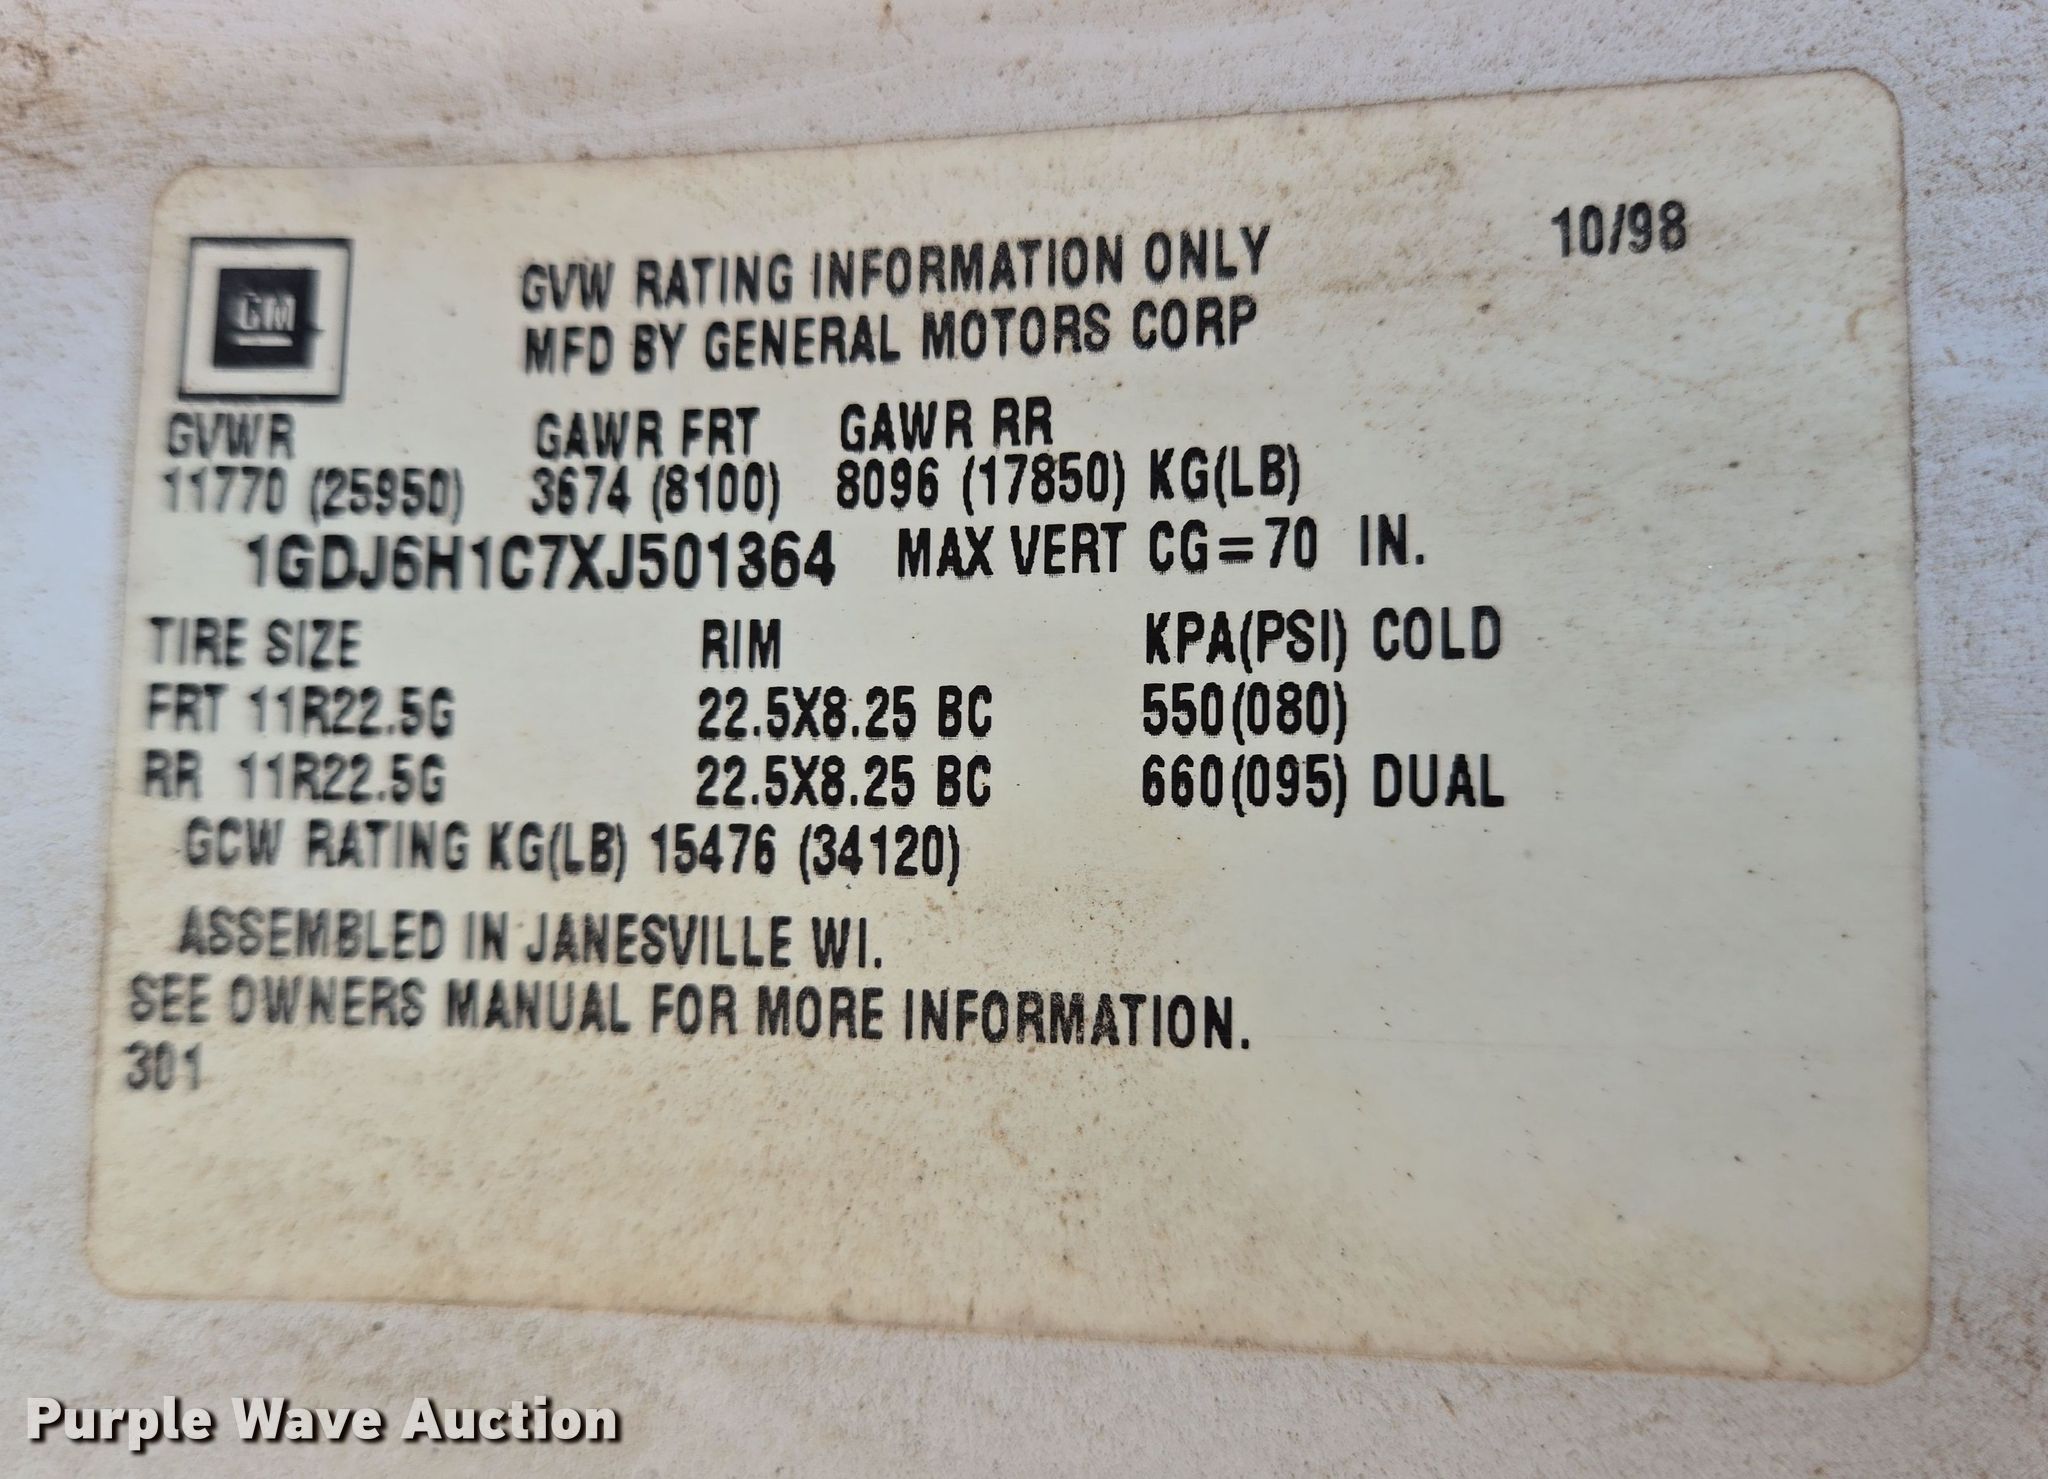 10/98
GM
GVW RATING INFORMATION ONLY
MFD BY GENERAL MOTORS CORP
GVWR GAWR FRT GAWR RR
11770 (25950) 3674 (8100) 8096 (17850) KG(LB)
1GDJ6H1C7XJ501364 MAX VERT CG=70 IN.
TIRE SIZE RIM KPA(PSI) COLD
FRT 11R22.5G 22.5X8.25 BC 550(080)
RR 11R22.5G 22.5X8.25 BC 660(095) DUAL
GCW RATING KG(LB) 15476 (34120)
ASSEMBLED IN JANESVILLE WI.
SEE OWNERS MANUAL FOR MORE INFORMATION.
301
Purple Wave Auction